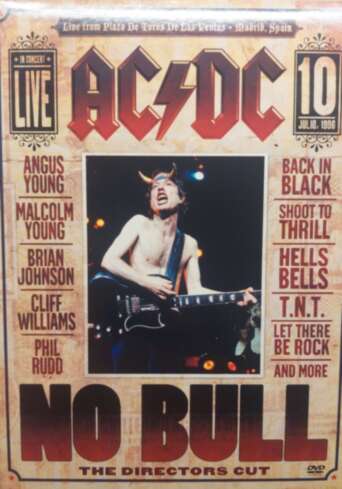 Live from Plaza De Toros De Las Ventas • Madrid, Spain
IN CONCERT
LIVE
AC/DC
10
JULIO, 1996
ANGUS
YOUNG
MALCOLM
YOUNG
BRIAN
JOHNSON
CLIFF
WILLIAMS
PHIL
RUDD
BACK IN
BLACK
SHOOT TO
THRILL
HELLS
BELLS
T.N.T.
LET THERE
BE ROCK
AND MORE
NO BULL
THE DIRECTORS CUT
DVD